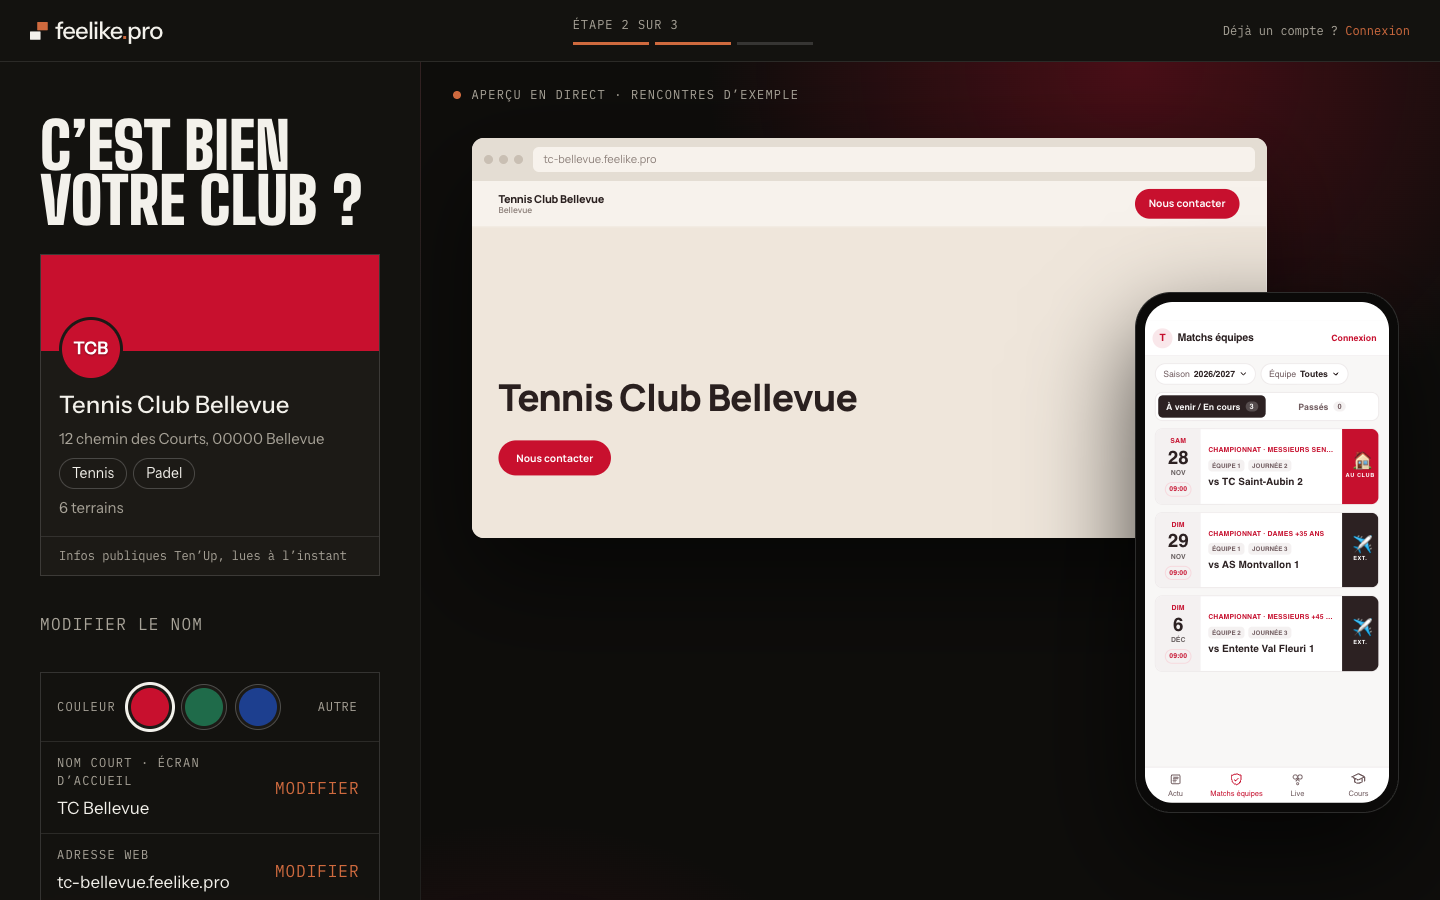 feelike.pro
ÉTAPE 2 SUR 3
Déjà un compte ? Connexion
C’EST BIEN
VOTRE CLUB ?
TCB
Tennis Club Bellevue
12 chemin des Courts, 00000 Bellevue
Tennis
Padel
6 terrains
Infos publiques Ten’Up, lues à l’instant
MODIFIER LE NOM
COULEUR
AUTRE
NOM COURT · ÉCRAN
D’ACCUEIL
TC Bellevue
MODIFIER
ADRESSE WEB
tc-bellevue.feelike.pro
MODIFIER
APERÇU EN DIRECT · RENCONTRES D’EXEMPLE
tc-bellevue.feelike.pro
Tennis Club Bellevue
Bellevue
Nous contacter
Tennis Club Bellevue
Nous contacter
T
Matchs équipes
Connexion
Saison 2026/2027
Équipe Toutes
À venir / En cours 3
Passés 0
SAM
28
NOV
09:00
CHAMPIONNAT · MESSIEURS SEN...
ÉQUIPE 1
JOURNÉE 2
vs TC Saint-Aubin 2
AU CLUB
DIM
29
NOV
09:00
CHAMPIONNAT · DAMES +35 ANS
ÉQUIPE 1
JOURNÉE 3
vs AS Montvallon 1
EXT.
DIM
6
DÉC
09:00
CHAMPIONNAT · MESSIEURS +45 ...
ÉQUIPE 2
JOURNÉE 3
vs Entente Val Fleuri 1
EXT.
Actu
Matchs équipes
Live
Cours